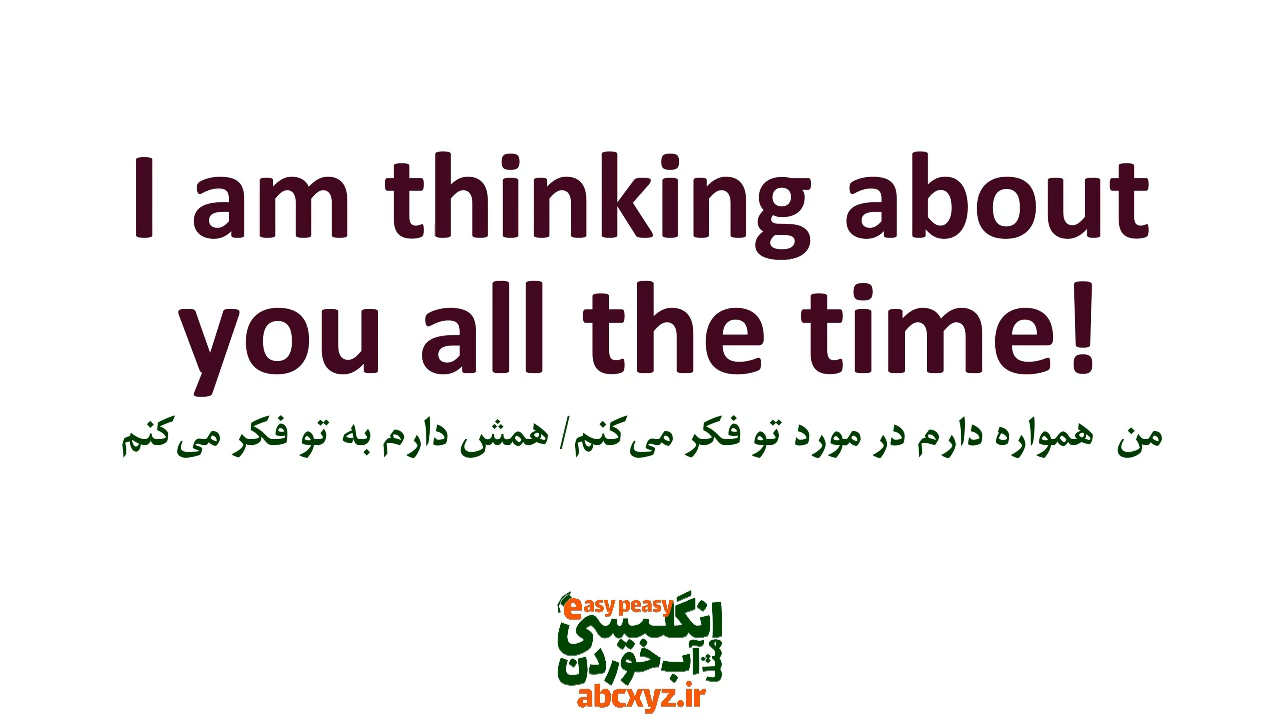 I am thinking about
you all the time!
من همواره دارم در مورد تو فکر می‌کنم/ همش دارم به تو فکر می‌کنم
easy peasy
انگلیسی
مثل آب خوردن
abcxyz.ir